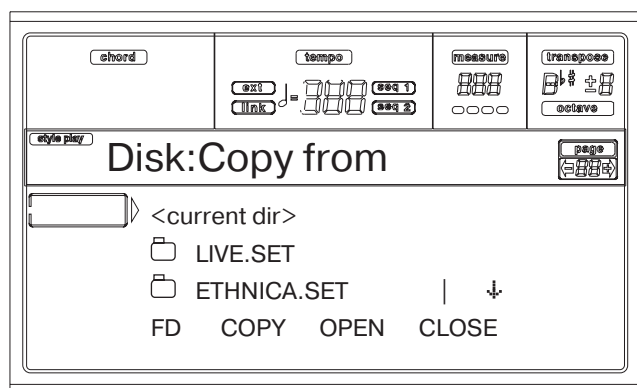 chord
tempo
measure
transpose
ext
seq 1
link
seq 2
octave
style play
Disk:Copy from
page
<current dir>
LIVE.SET
ETHNICA.SET
FD COPY OPEN CLOSE